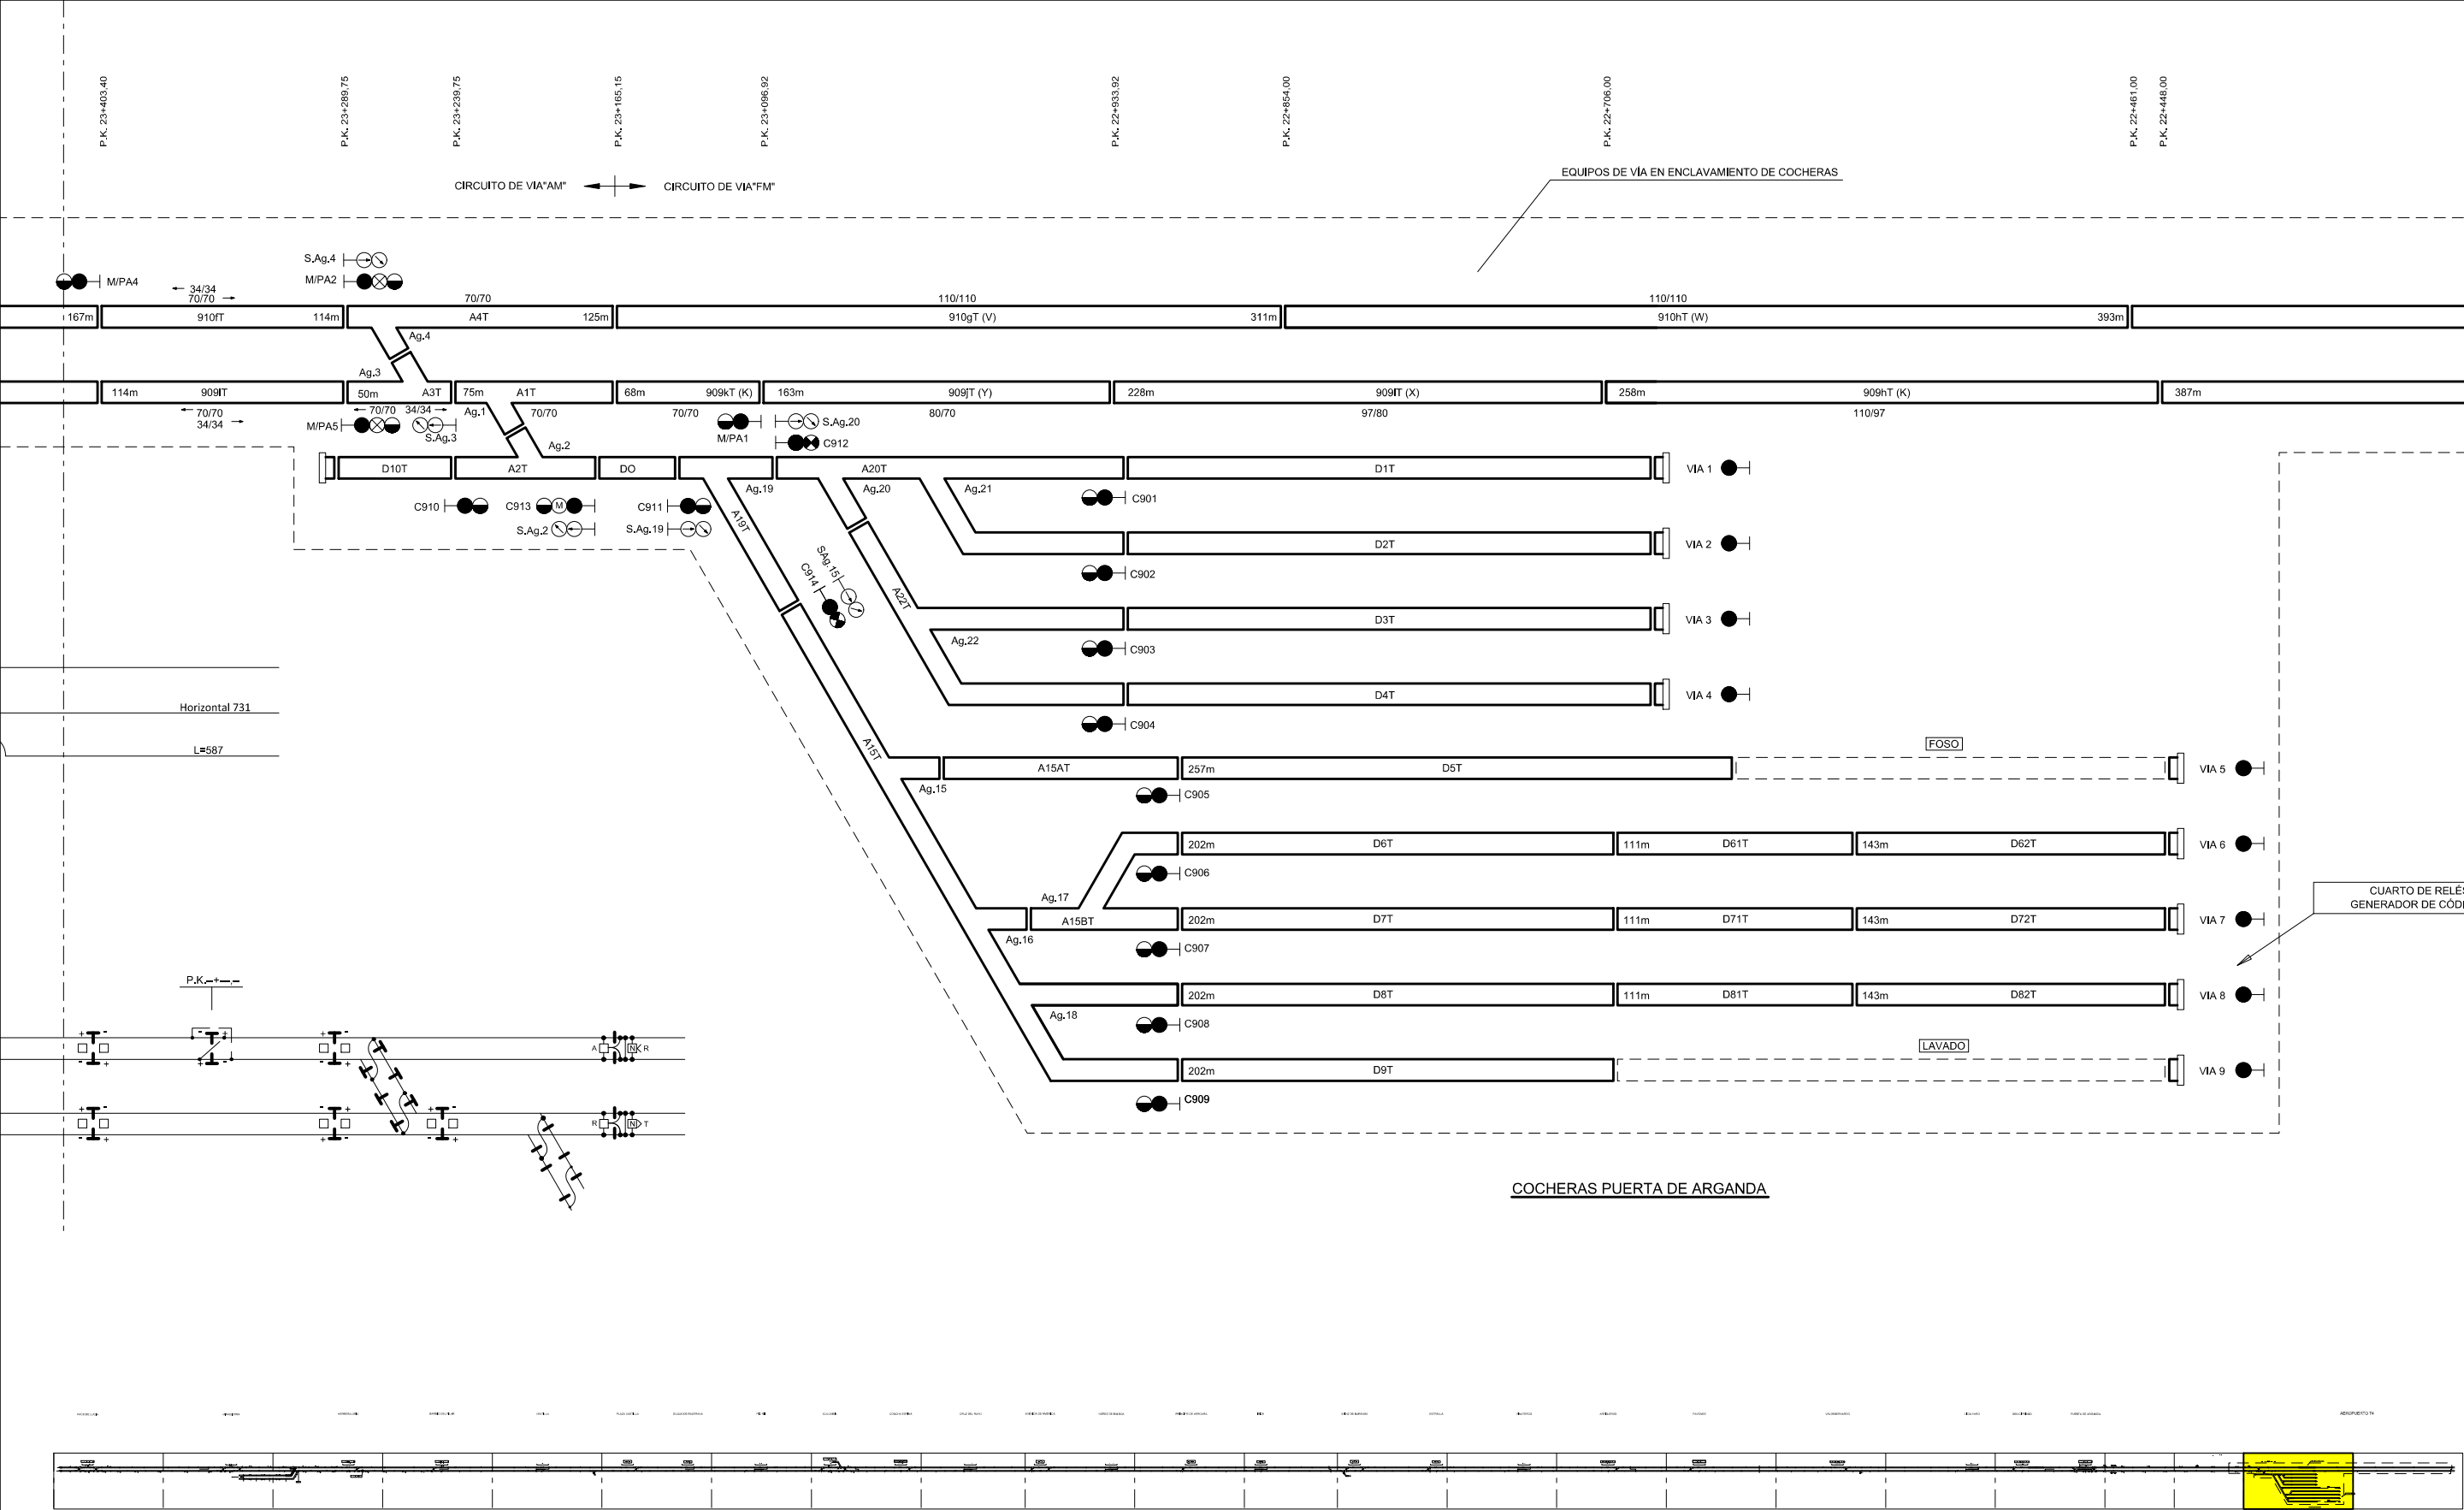 P.K. 23+403,40
P.K. 23+289,75
P.K. 23+239,75
P.K. 23+165,15
P.K. 23+096,92
P.K. 22+933,92
P.K. 22+854,00
P.K. 22+706,00
P.K. 22+461,00
P.K. 22+448,00
CIRCUITO DE VIA"AM"
CIRCUITO DE VIA"FM"
EQUIPOS DE VÍA EN ENCLAVAMIENTO DE COCHERAS
S.Ag.4
M/PA4
M/PA2
34/34
70/70
70/70
110/110
110/110
167m
910fT
114m
A4T
125m
910gT (V)
311m
910hT (W)
393m
Ag.4
Ag.3
114m
909lT
50m
A3T
75m
A1T
68m
909kT (K)
163m
909jT (Y)
228m
909iT (X)
258m
909hT (K)
387m
70/70
34/34
70/70
34/34
Ag.1
70/70
70/70
80/70
97/80
110/97
M/PA5
S.Ag.3
M/PA1
S.Ag.20
C912
Ag.2
D10T
A2T
DO
A20T
D1T
VIA 1
Ag.19
Ag.20
Ag.21
C901
C910
C913
M
C911
S.Ag.2
S.Ag.19
A19T
D2T
VIA 2
SAg.15
C914
C902
A22T
D3T
VIA 3
Ag.22
C903
D4T
VIA 4
C904
Horizontal 731
L=587
A15T
FOSO
A15AT
257m
D5T
VIA 5
Ag.15
C905
202m
D6T
111m
D61T
143m
D62T
VIA 6
C906
Ag.17
A15BT
202m
D7T
111m
D71T
143m
D72T
VIA 7
Ag.16
C907
CUARTO DE RELÉS
GENERADOR DE CÓDI
P.K.--+---,--
202m
D8T
111m
D81T
143m
D82T
VIA 8
Ag.18
C908
A
N
R
LAVADO
202m
D9T
VIA 9
C909
R
N
T
COCHERAS PUERTA DE ARGANDA
AEROPUERTO T4